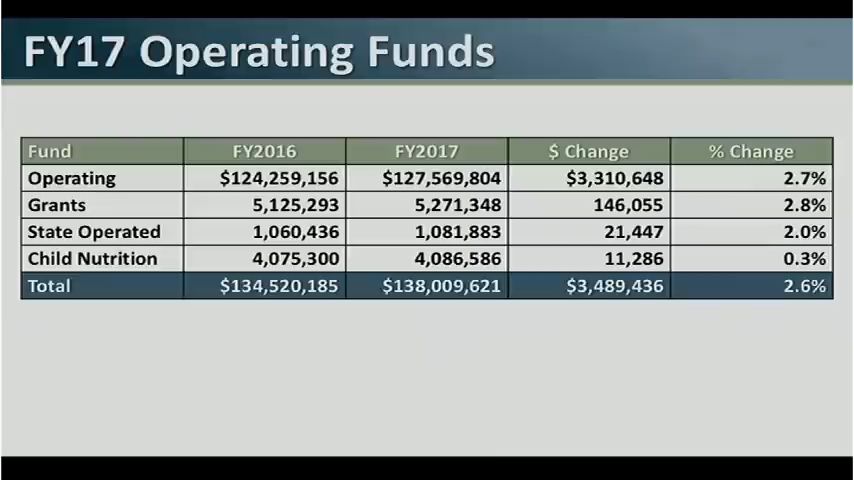 FY17 Operating Funds
Fund FY2016 FY2017 $ Change % Change
Operating $124,259,156 $127,569,804 $3,310,648 2.7%
Grants 5,125,293 5,271,348 146,055 2.8%
State Operated 1,060,436 1,081,883 21,447 2.0%
Child Nutrition 4,075,300 4,086,586 11,286 0.3%
Total $134,520,185 $138,009,621 $3,489,436 2.6%